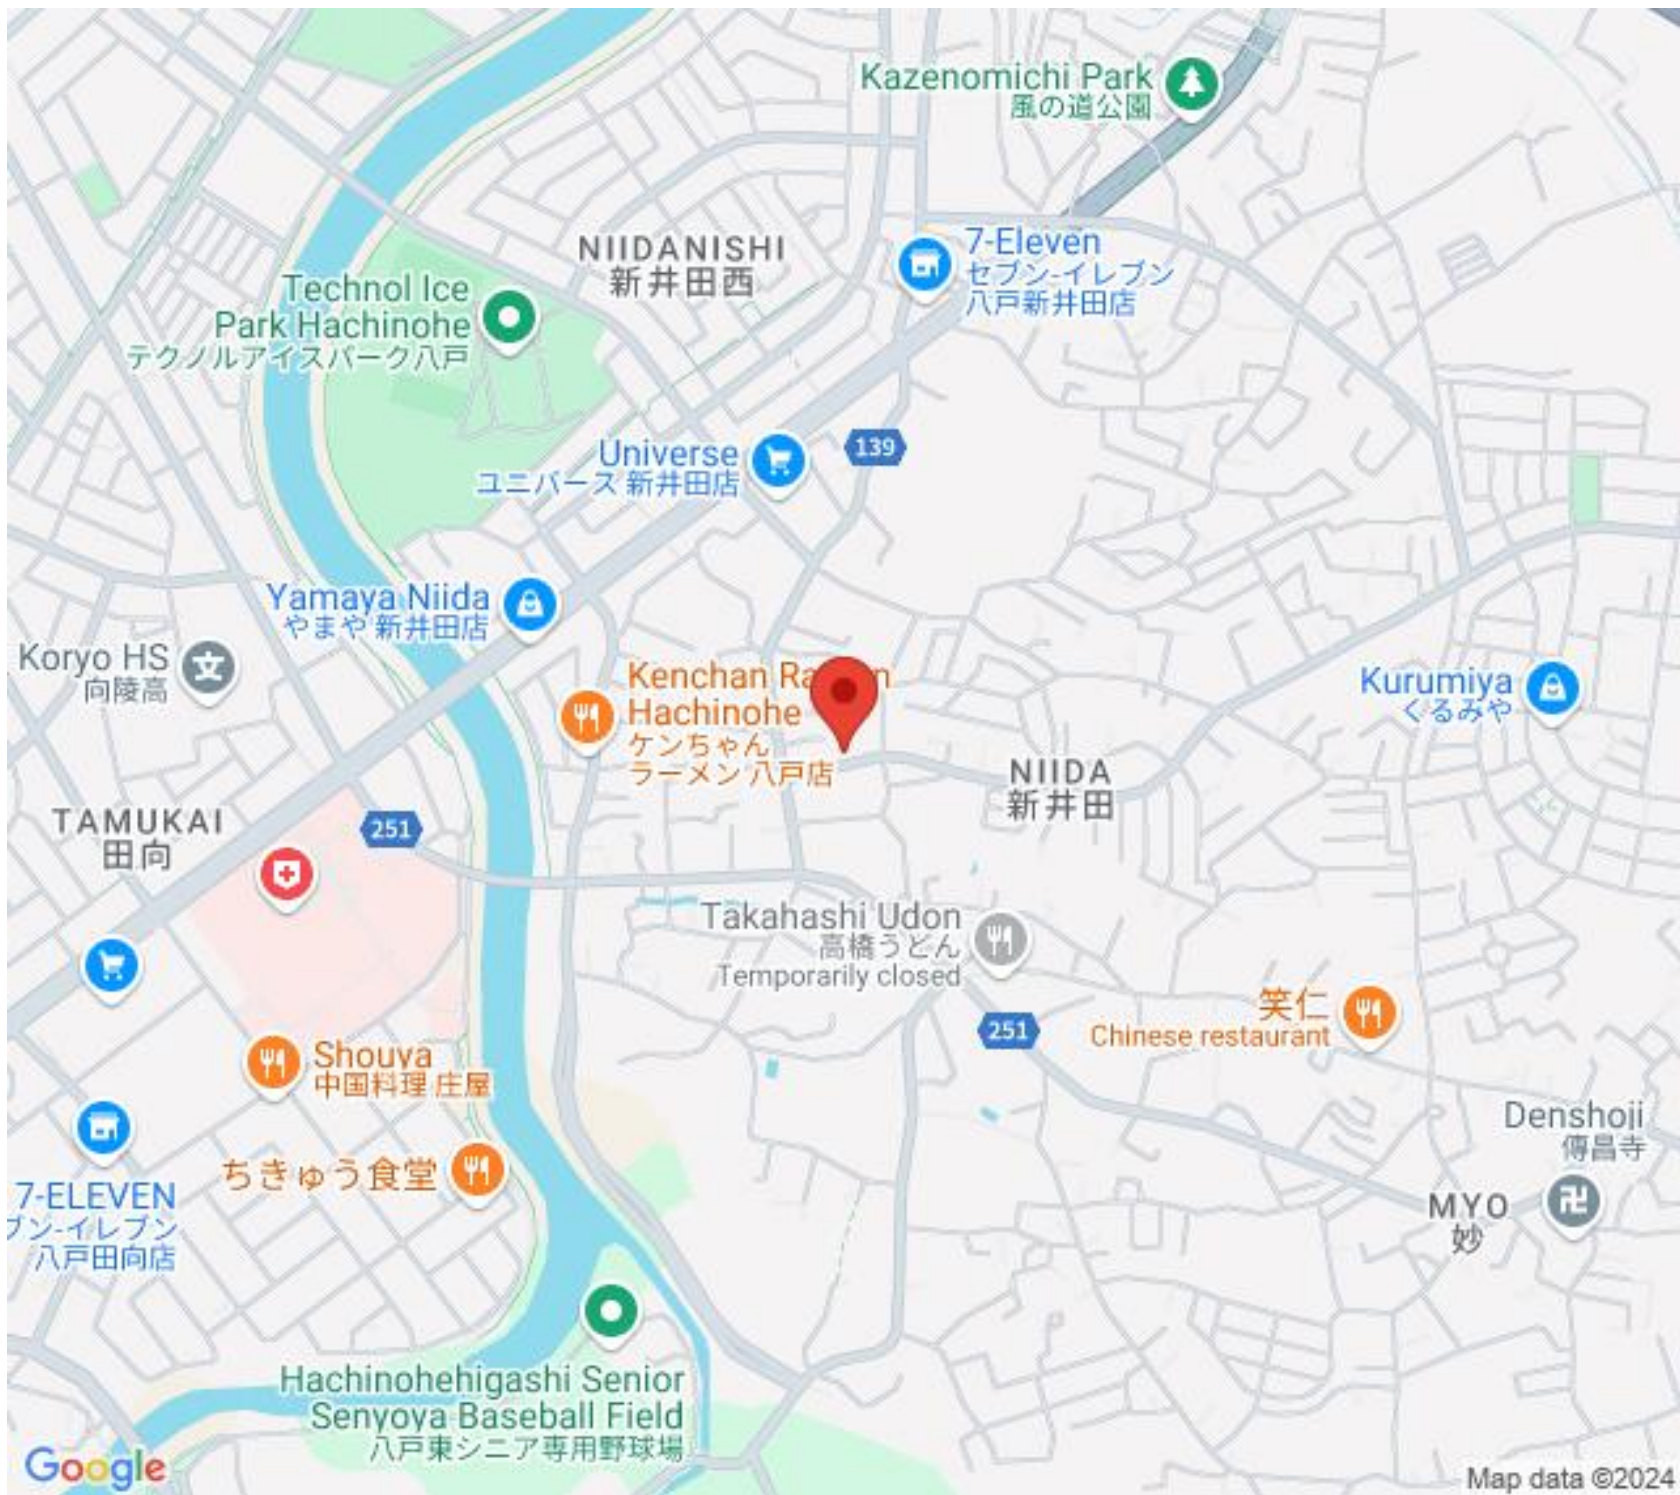 Kazenomichi Park
風の道公園
NIIDANISHI
新井田西
7-Eleven
セブン-イレブン
八戸新井田店
Technol Ice
Park Hachinohe
テクノルアイスパーク八戸
139
Universe
ユニバース 新井田店
Yamaya Niida
やまや 新井田店
Koryo HS
向陵高
文
Kenchan Ra n
Hachinohe
ケンちゃん
ラーメン 八戸店
Kurumiya
くるみや
NIIDA
新井田
TAMUKAI
田向
251
Takahashi Udon
高橋うどん
Temporarily closed
251
笑仁
Chinese restaurant
Shouya
中国料理 庄屋
Denshoji
傳昌寺
卍
ちきゅう食堂
7-ELEVEN
ブン-イレブン
八戸田向店
MYO
妙
Hachinohehigashi Senior
Senyoya Baseball Field
八戸東シニア専用野球場
Google
Map data ©2024